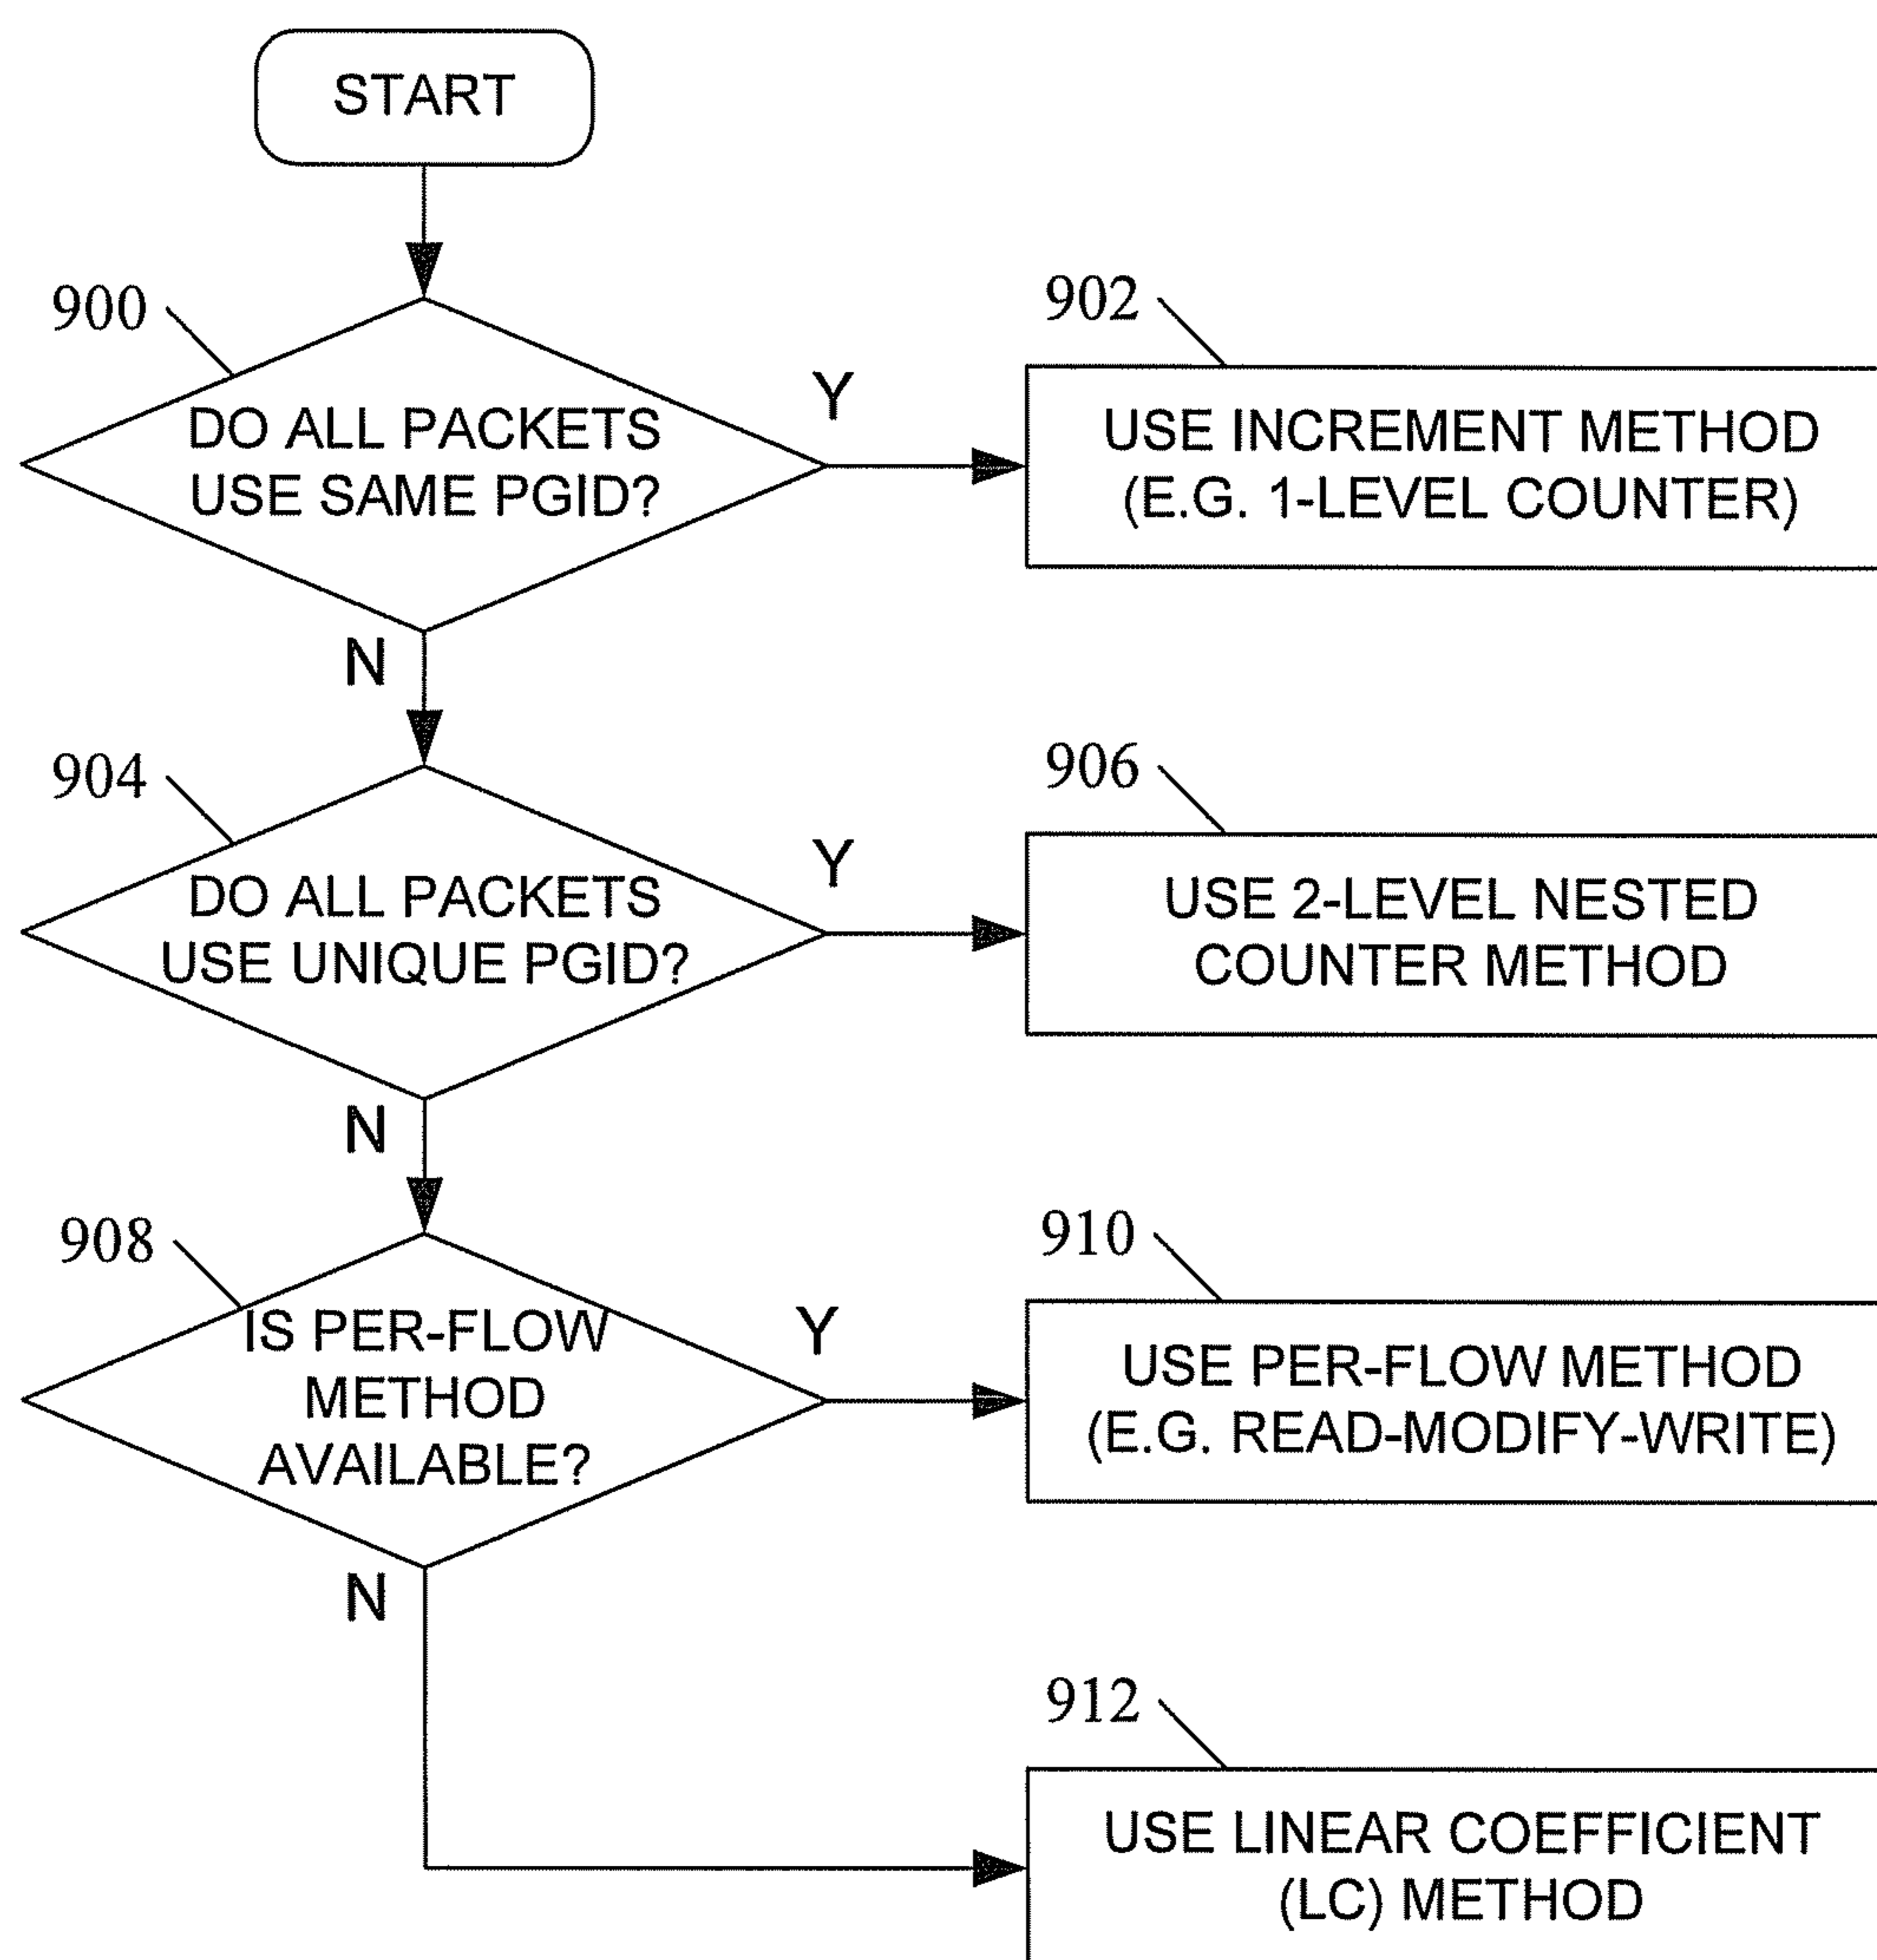 START
900
DO ALL PACKETS
USE SAME PGID?
Y
902
USE INCREMENT METHOD
(E.G. 1-LEVEL COUNTER)
N
904
DO ALL PACKETS
USE UNIQUE PGID?
Y
906
USE 2-LEVEL NESTED
COUNTER METHOD
N
908
IS PER-FLOW
METHOD
AVAILABLE?
Y
910
USE PER-FLOW METHOD
(E.G. READ-MODIFY-WRITE)
N
912
USE LINEAR COEFFICIENT
(LC) METHOD